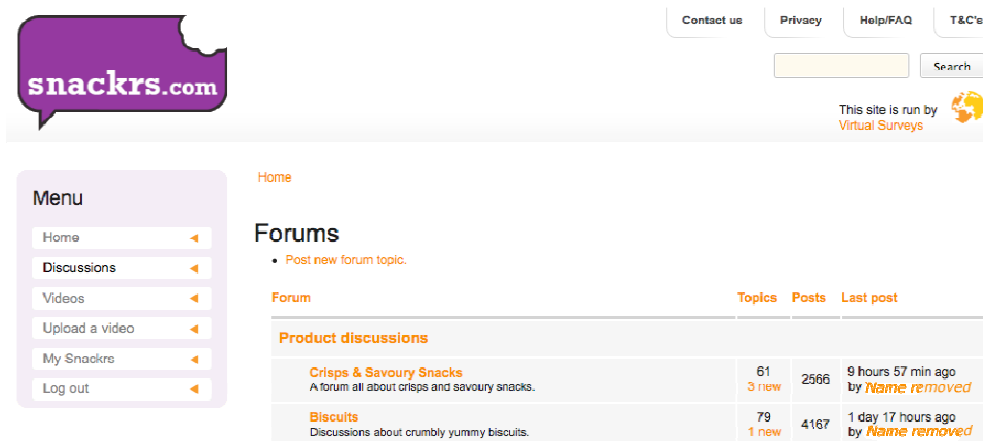 Contact us Privacy Help/FAQ T&C's
snackrs.com
Search
This site is run by
Virtual Surveys
Home
Menu
Home
Discussions
Videos
Upload a video
My Snackrs
Log out
Forums
• Post new forum topic.
Forum Topics Posts Last post
Product discussions
Crisps & Savoury Snacks
A forum all about crisps and savoury snacks.
61
3 new
2566
9 hours 57 min ago
by Name removed
Biscuits
Discussions about crumbly yummy biscuits.
79
1 new
4167
1 day 17 hours ago
by Name removed